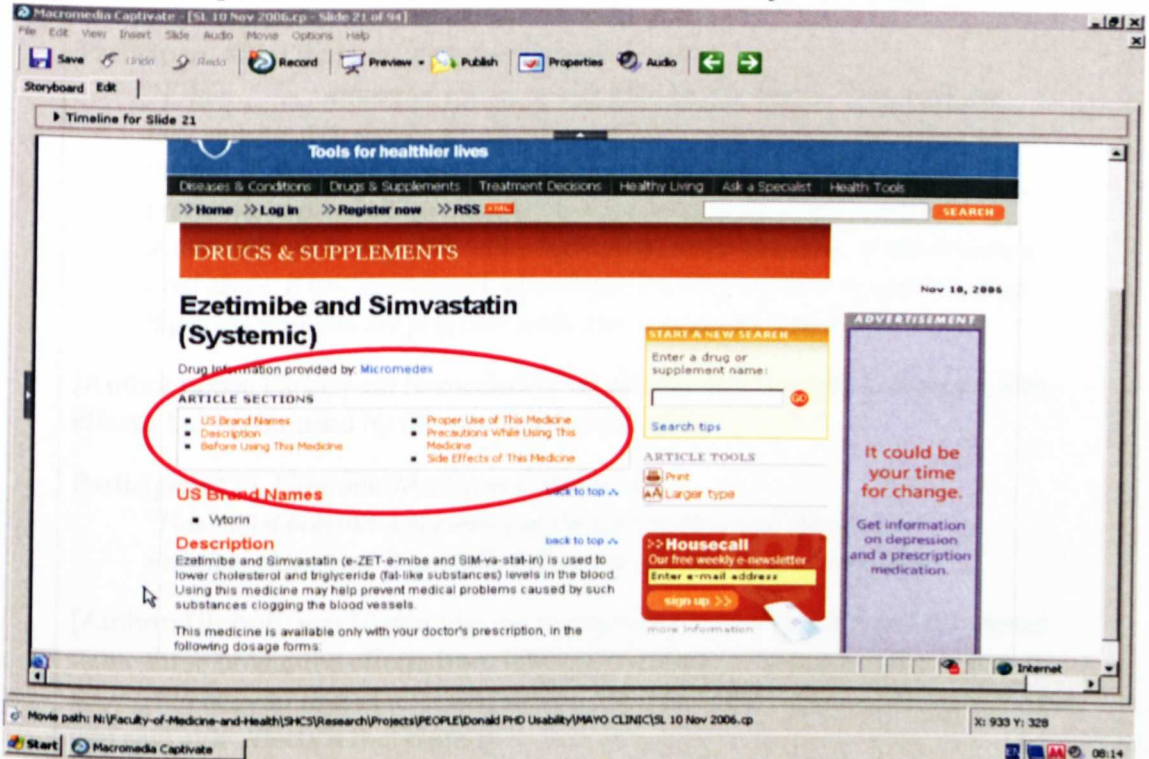 Macromedia Captivate - [SL 10 Nov 2006.cp - Slide 21 of 94]
File Edit View Insert Slide Audio Movie Options Help
Save Undo Redo Record Preview Publish Properties Audio
Storyboard Edit
Timeline for Slide 21
Tools for healthier lives
Diseases & Conditions Drugs & Supplements Treatment Decisions Healthy Living Ask a Specialist Health Tools
>> Home >> Log in >> Register now >> RSS XML SEARCH
DRUGS & SUPPLEMENTS
Nov 10, 2006
Ezetimibe and Simvastatin
(Systemic)
Drug Information provided by: Micromedex
ARTICLE SECTIONS
US Brand Names
Description
Before Using This Medicine
Proper Use of This Medicine
Precautions While Using This
Medicine
Side Effects of This Medicine
US Brand Names back to top
Vytorin
Description back to top
Ezetimibe and Simvastatin (e-ZET-e-mibe and SIM-va-stat-in) is used to
lower cholesterol and triglyceride (fat-like substances) levels in the blood.
Using this medicine may help prevent medical problems caused by such
substances clogging the blood vessels.
This medicine is available only with your doctor's prescription, in the
following dosage forms:
START A NEW SEARCH
Enter a drug or
supplement name:
GO
Search tips
ARTICLE TOOLS
Print
AA Larger type
>> Housecall
Our free weekly e-newsletter
Enter e-mail address
sign up >>
more information
ADVERTISEMENT
It could be
your time
for change.
Get information
on depression
and a prescription
medication.
Internet
Movie path: N:\Faculty-of-Medicine-and-Health\SHCS\Research\Projects\PEOPLE\Donald PHD Usability\MAYO CLINIC\SL 10 Nov 2006.cp X: 933 Y: 328
Start Macromedia Captivate 08:14